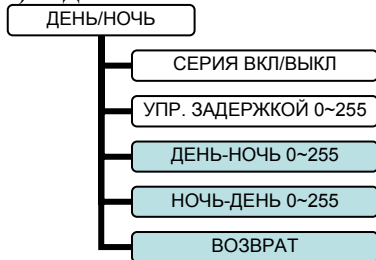 ДЕНЬ/НОЧЬ
СЕРИЯ ВКЛ/ВЫКЛ
УПР. ЗАДЕРЖКОЙ 0~255
ДЕНЬ-НОЧЬ 0~255
НОЧЬ-ДЕНЬ 0~255
ВОЗВРАТ